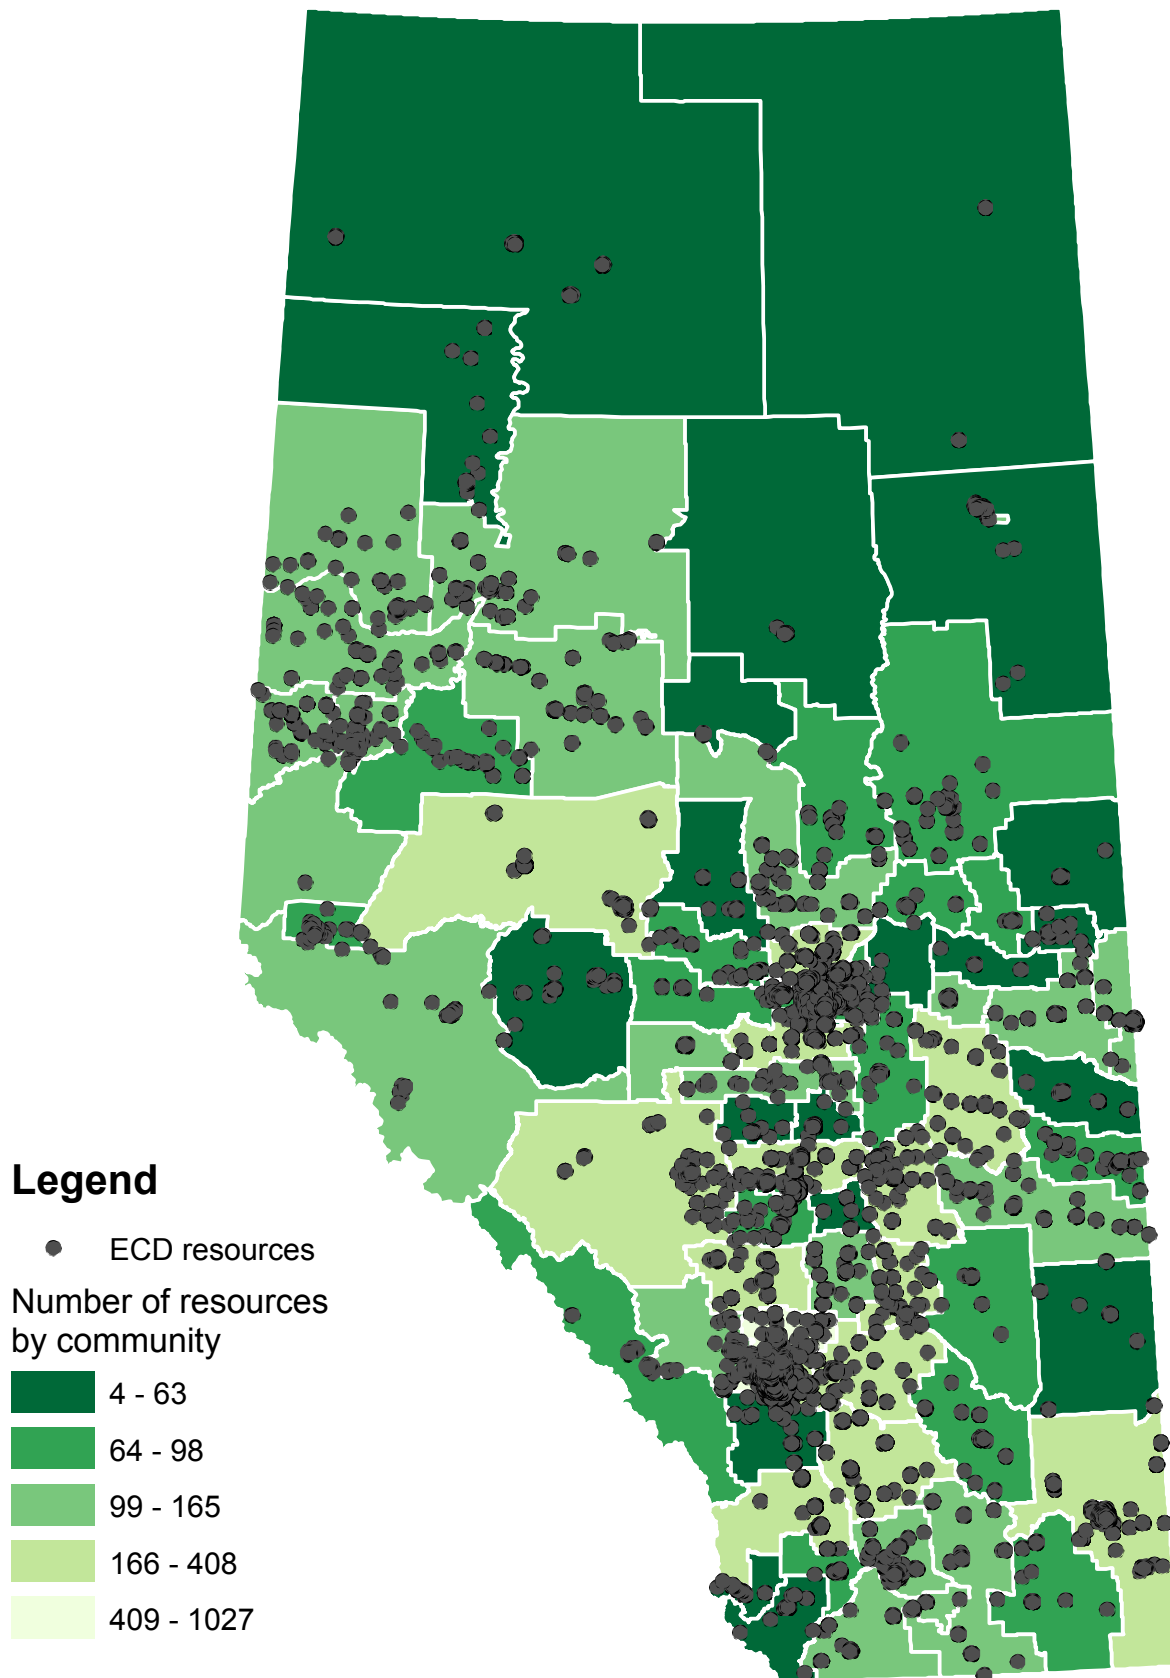 Legend
ECD resources
Number of resources
by community
4 - 63
64 - 98
99 - 165
166 - 408
409 - 1027